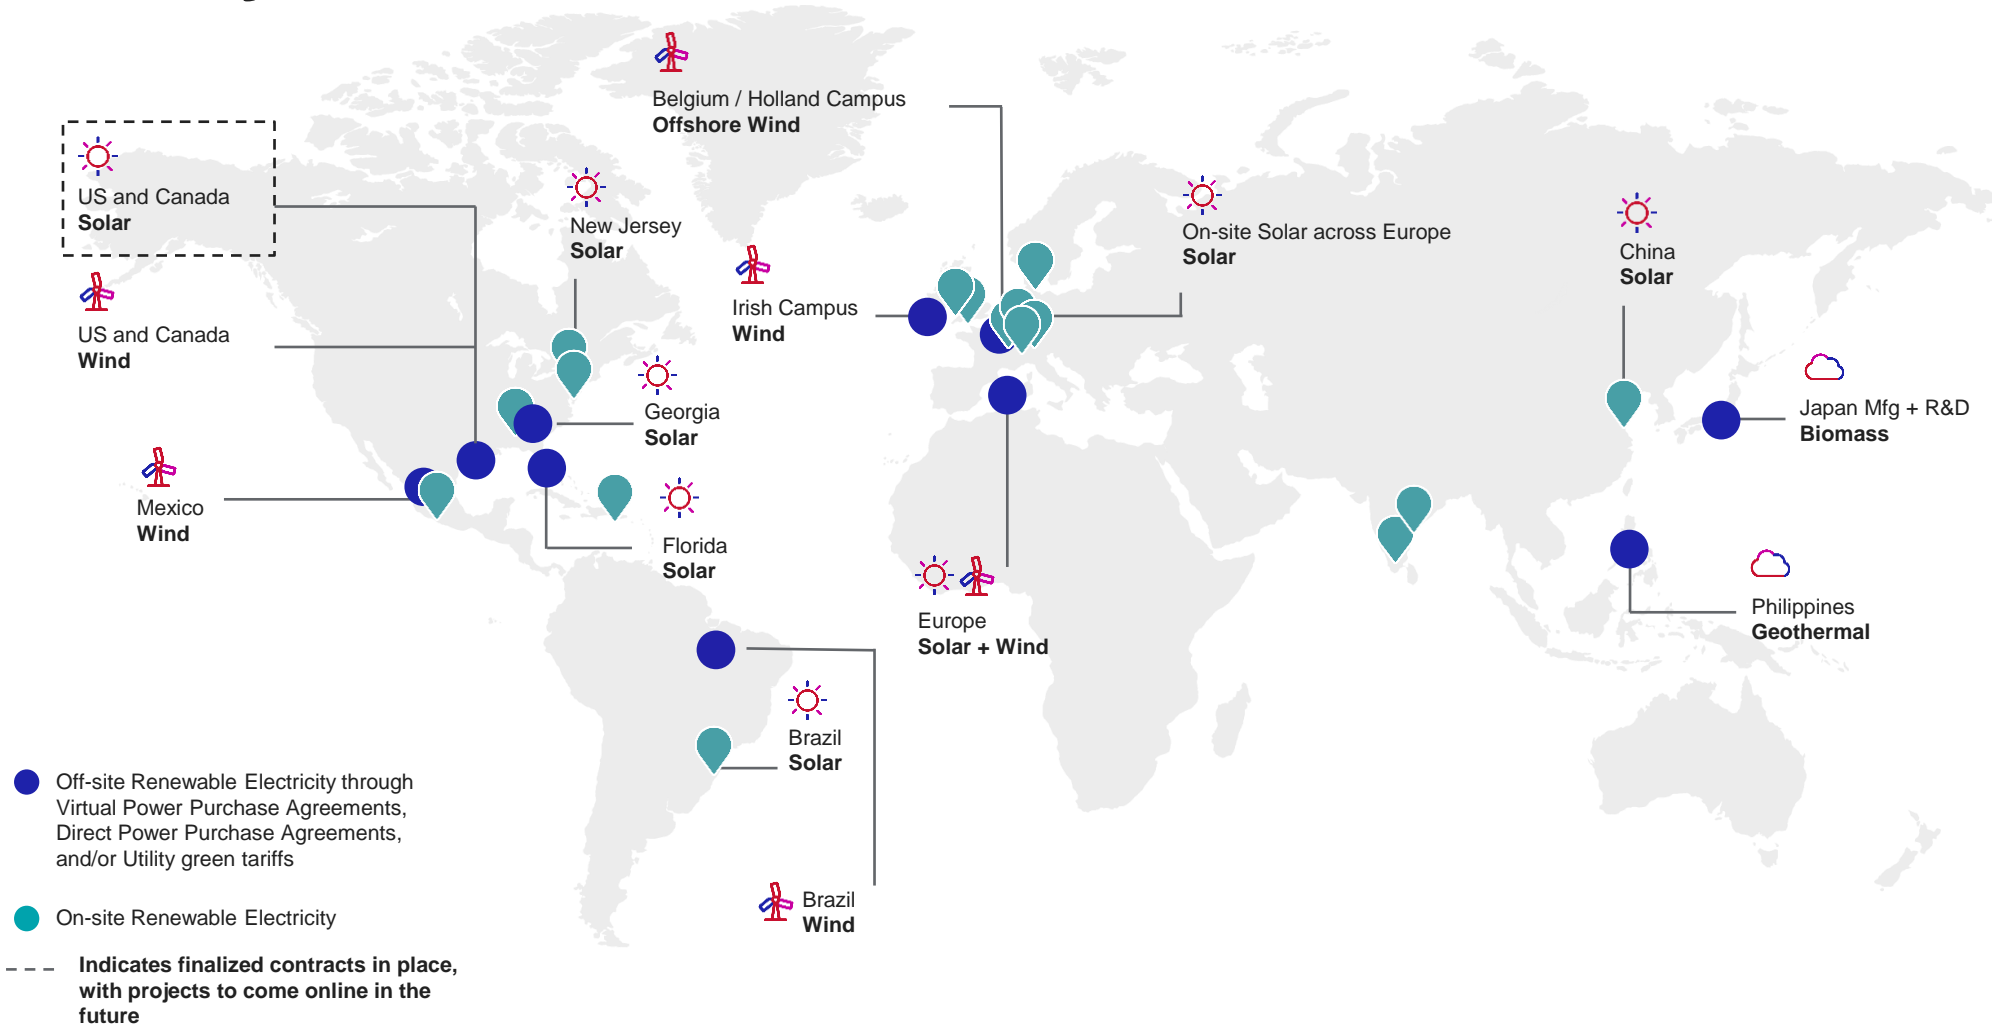 Belgium / Holland Campus
Offshore Wind
US and Canada
Solar
New Jersey
Solar
On-site Solar across Europe
Solar
China
Solar
US and Canada
Wind
Irish Campus
Wind
Georgia
Solar
Japan Mfg + R&D
Biomass
Mexico
Wind
Florida
Solar
Europe
Solar + Wind
Philippines
Geothermal
Brazil
Solar
Brazil
Wind
Off-site Renewable Electricity through
Virtual Power Purchase Agreements,
Direct Power Purchase Agreements,
and/or Utility green tariffs
On-site Renewable Electricity
Indicates finalized contracts in place,
with projects to come online in the
future